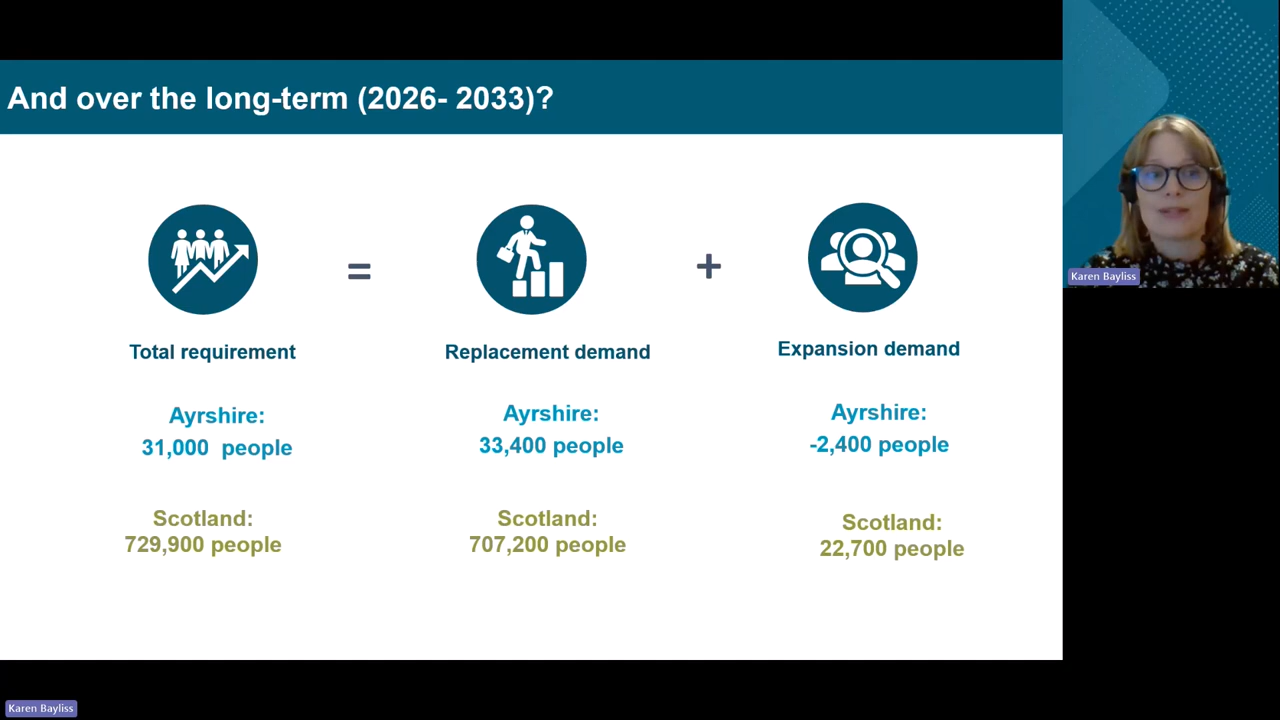 And over the long-term (2026- 2033)?
=
+
Total requirement
Replacement demand
Expansion demand
Ayrshire:
31,000 people
Ayrshire:
33,400 people
Ayrshire:
-2,400 people
Scotland:
729,900 people
Scotland:
707,200 people
Scotland:
22,700 people
Karen Bayliss
Karen Bayliss